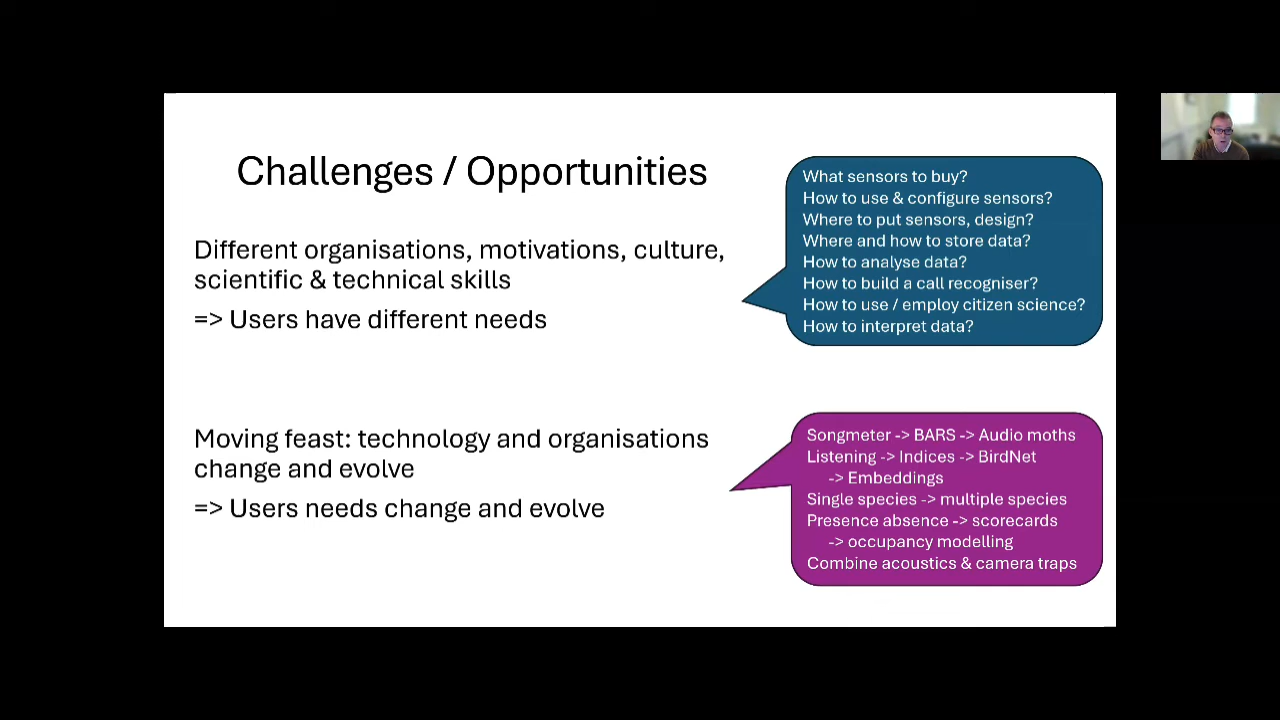 Challenges / Opportunities
Different organisations, motivations, culture,
scientific & technical skills
=> Users have different needs
What sensors to buy?
How to use & configure sensors?
Where to put sensors, design?
Where and how to store data?
How to analyse data?
How to build a call recogniser?
How to use / employ citizen science?
How to interpret data?
Moving feast: technology and organisations
change and evolve
=> Users needs change and evolve
Songmeter -> BARS -> Audio moths
Listening -> Indices -> BirdNet
-> Embeddings
Single species -> multiple species
Presence absence -> scorecards
-> occupancy modelling
Combine acoustics & camera traps